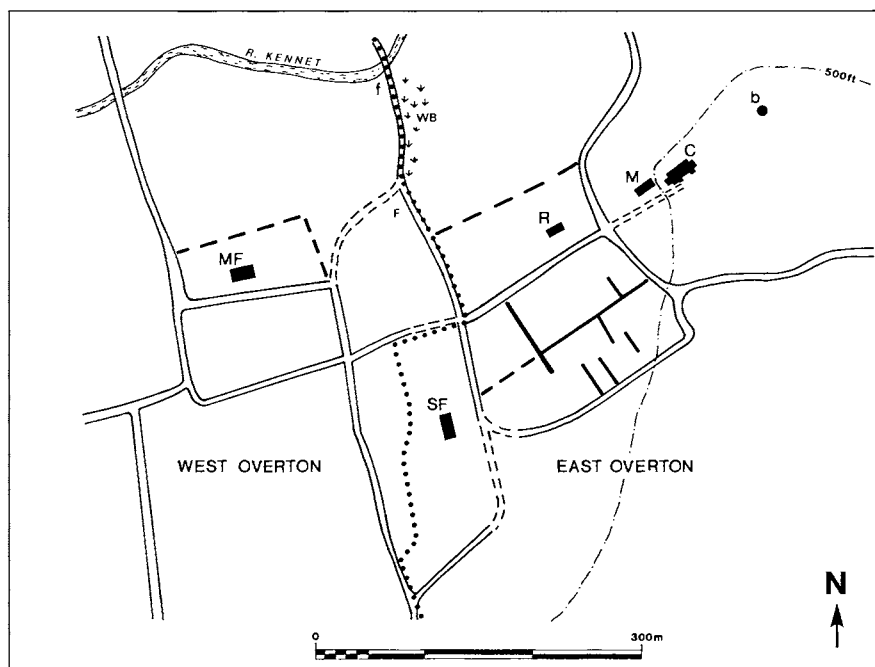 R. KENNET
500ft
f
WB
b
C
M
F
R
MF
SF
WEST OVERTON
EAST OVERTON
N
0
300m